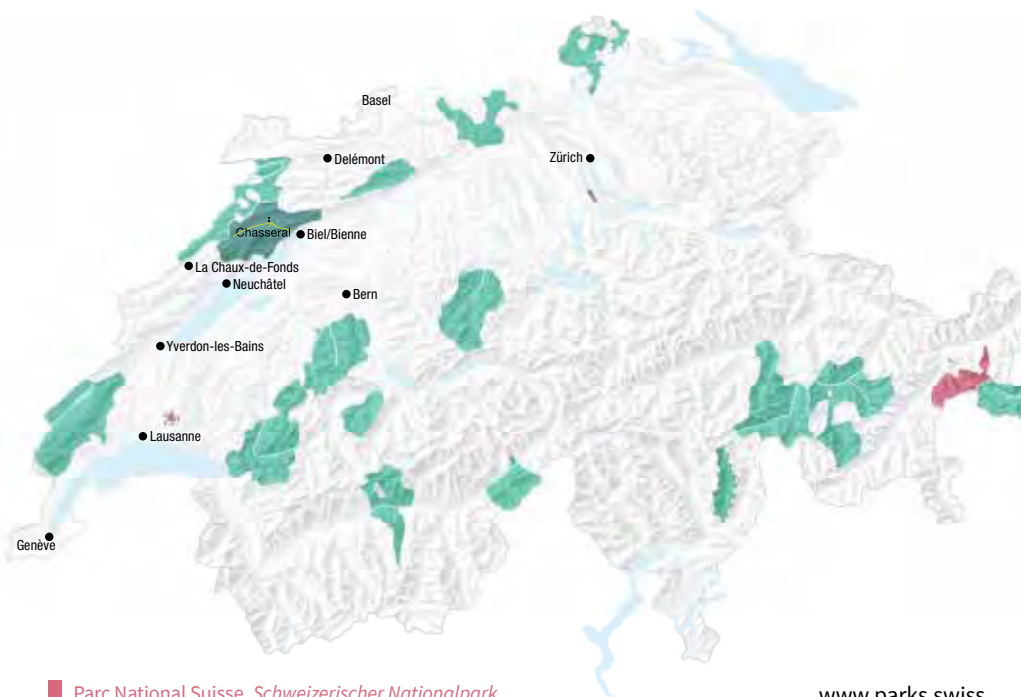 Basel
Delémont
Zürich
Chasseral
Biel/Bienne
La Chaux-de-Fonds
Neuchâtel
Bern
Yverdon-les-Bains
Lausanne
Genève
Parc National Suisse Schweizerischer Nationalpark
www.parks.swiss